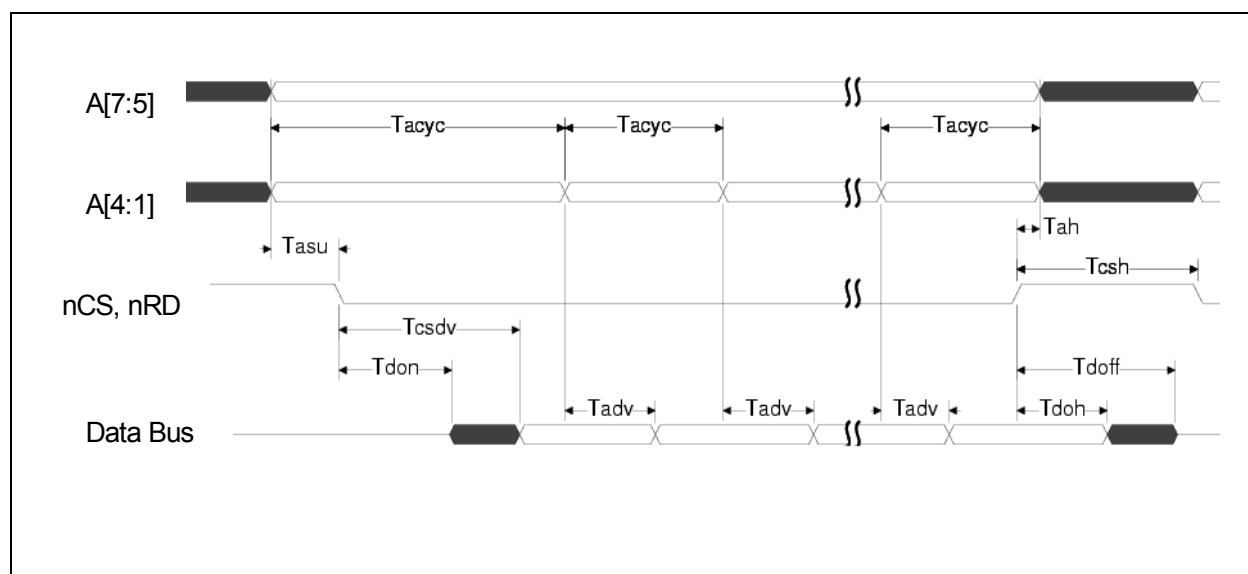 A[7:5]
Tacyc Tacyc Tacyc
A[4:1]
Tah
Tasu
Tcsh
nCS, nRD
Tcsdv
Tdon Tdoff
Tadv Tadv Tadv Tdoh
Data Bus